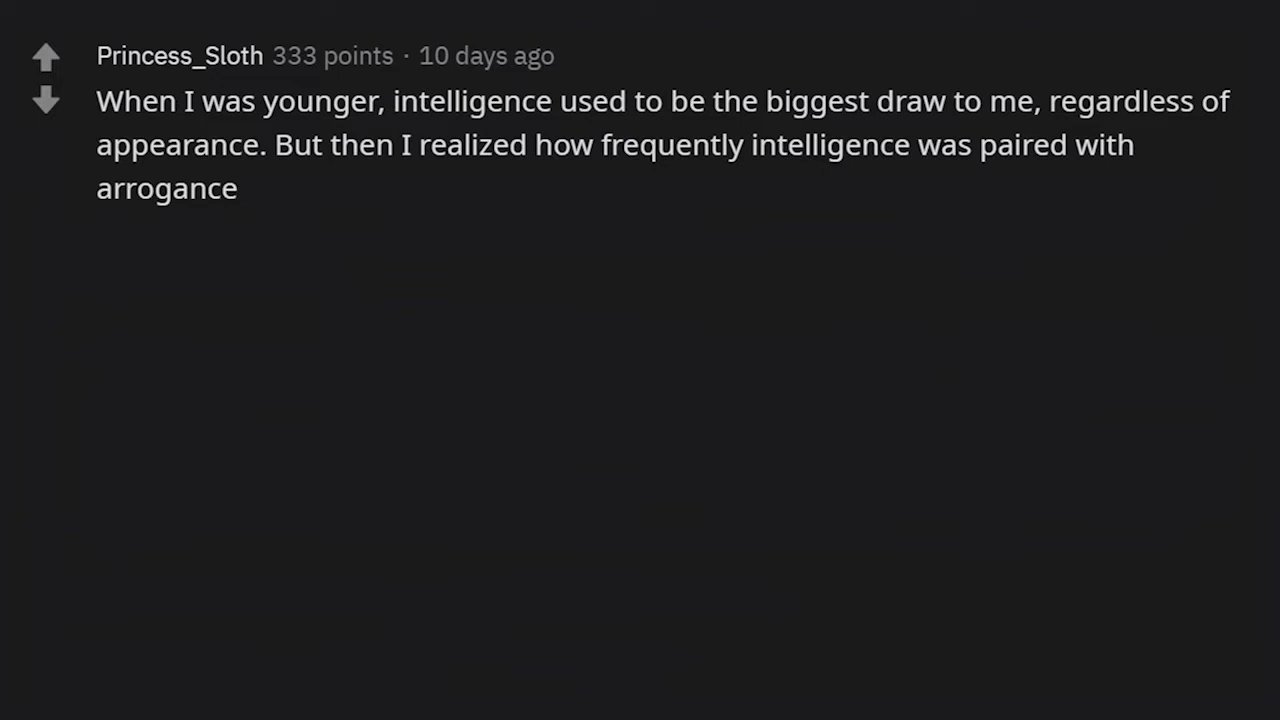 Princess_Sloth 333 points · 10 days ago
When I was younger, intelligence used to be the biggest draw to me, regardless of
appearance. But then I realized how frequently intelligence was paired with
arrogance